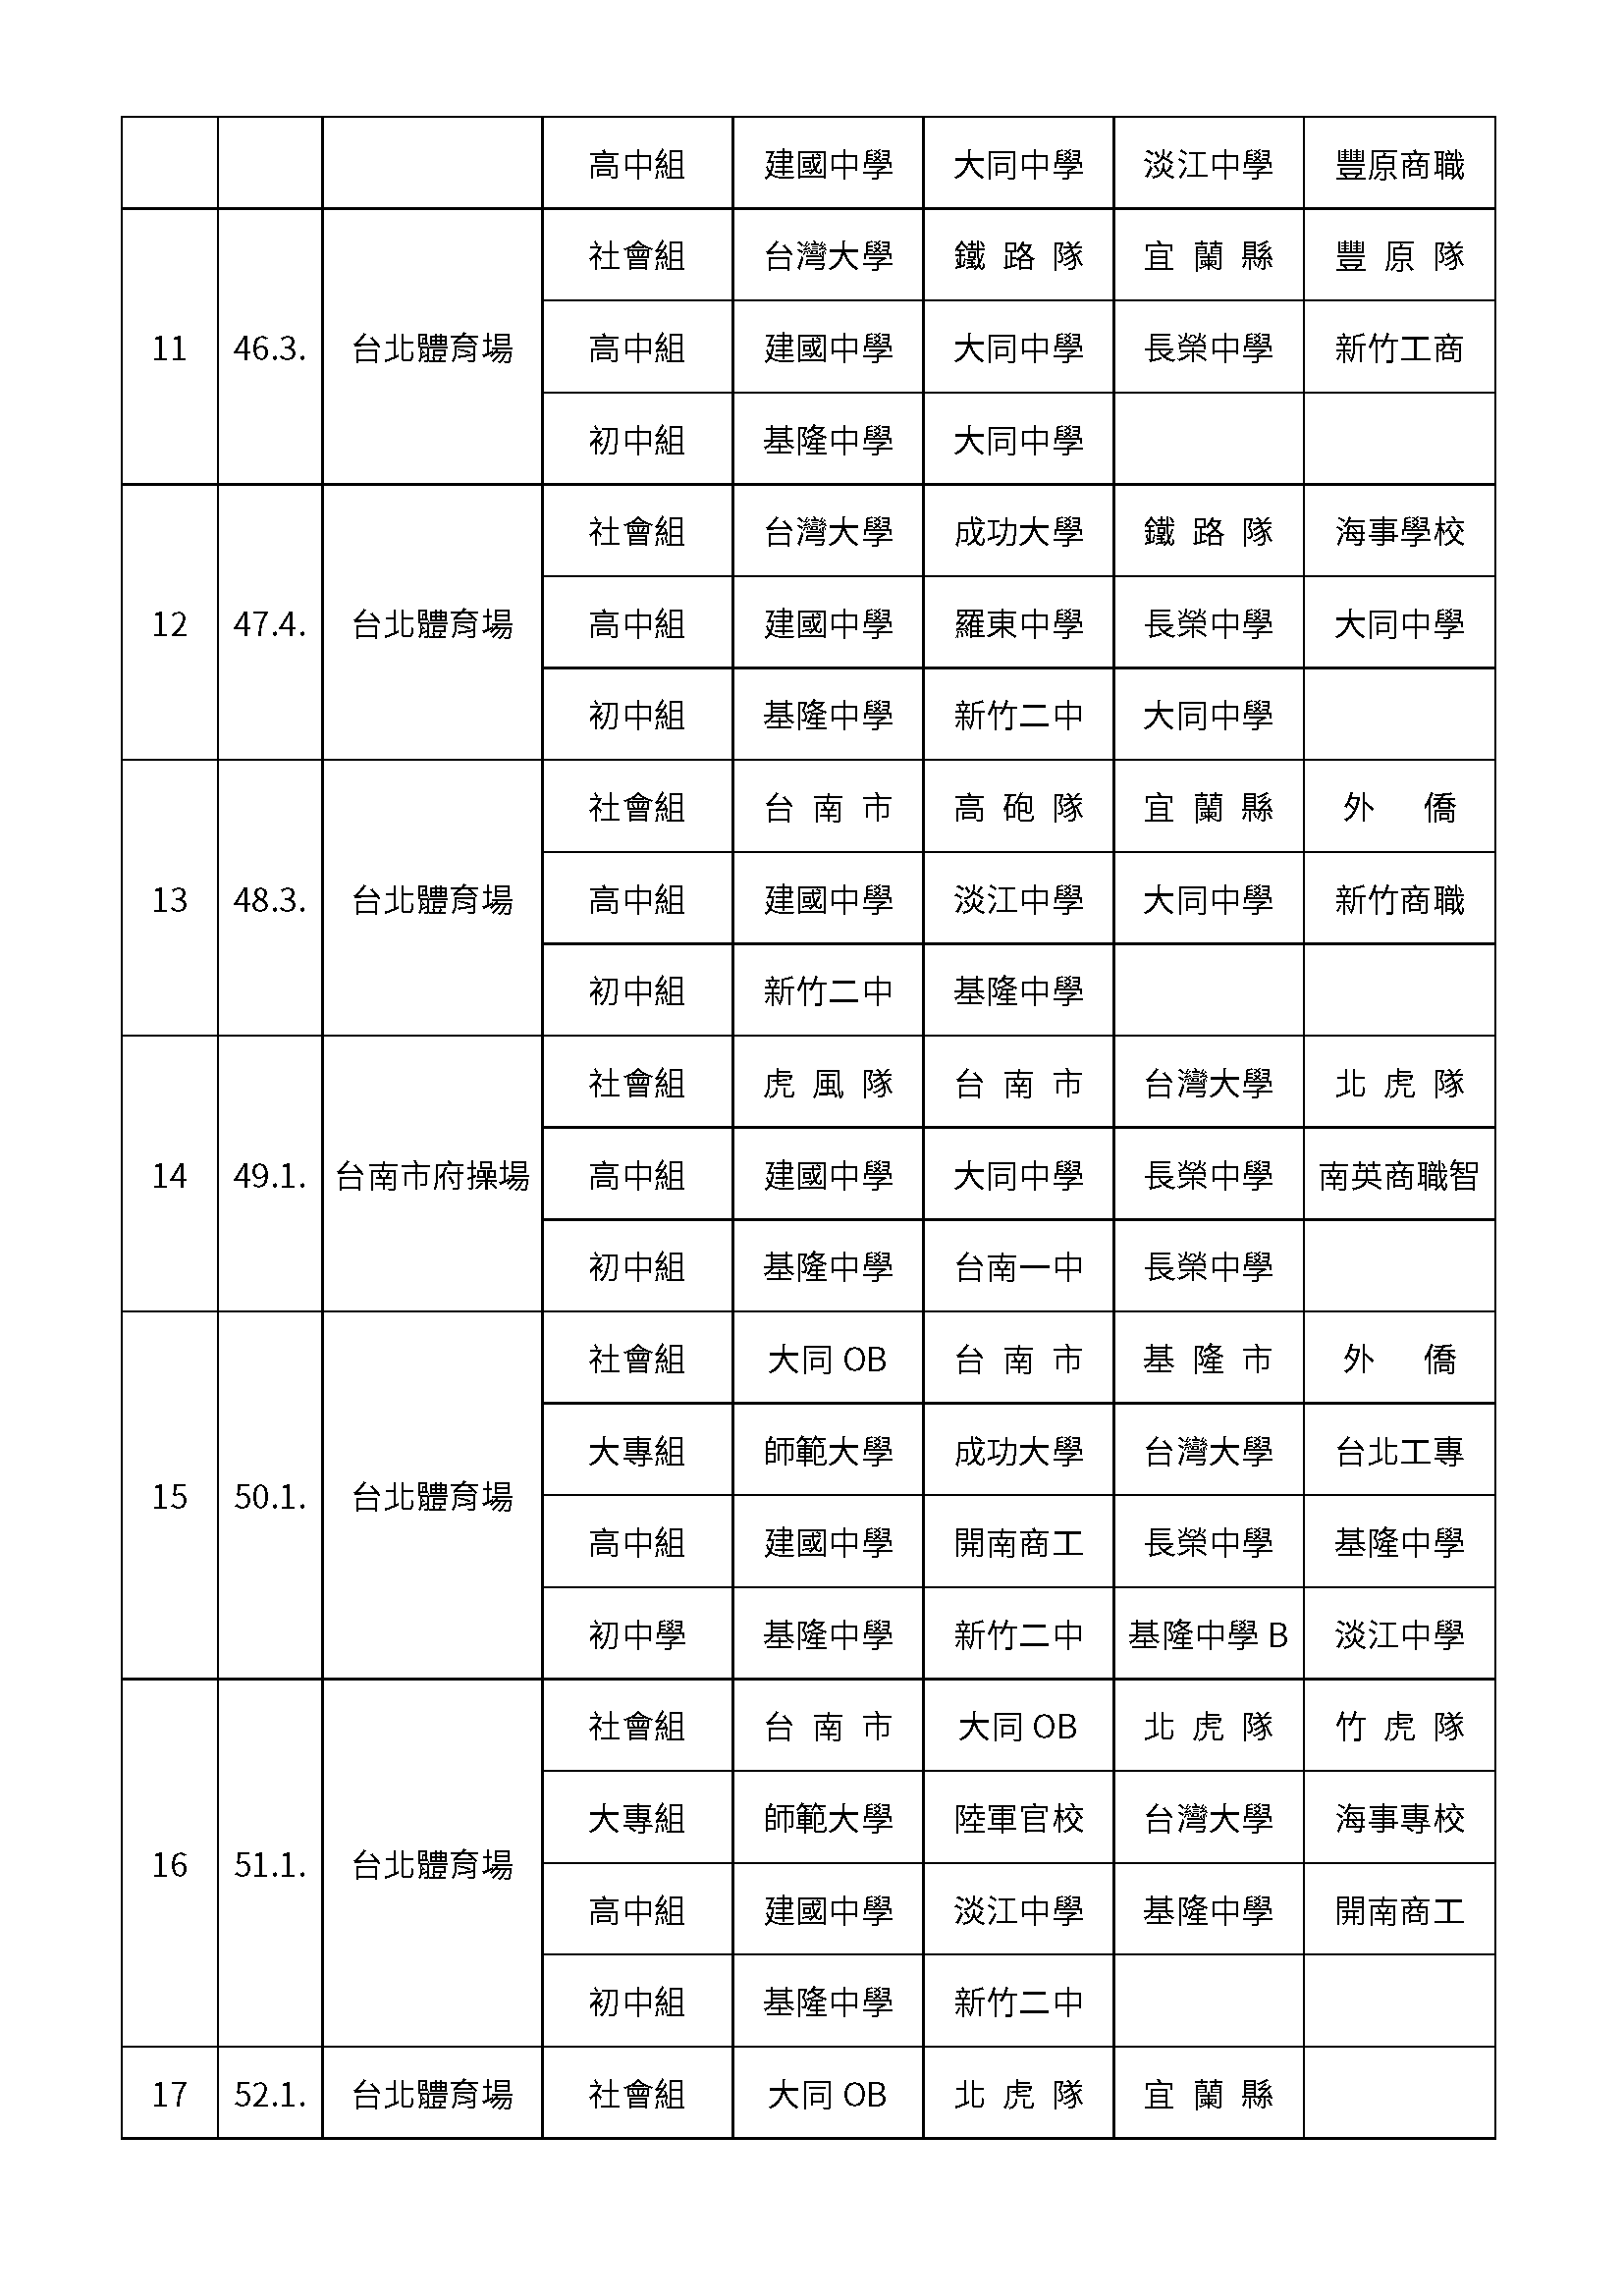 高中組 建國中學 大同中學 淡江中學 豐原商職
社會組 台灣大學 鐵 路 隊 宜 蘭 縣 豐 原 隊
11 46.3. 台北體育場 高中組 建國中學 大同中學 長榮中學 新竹工商
初中組 基隆中學 大同中學
社會組 台灣大學 成功大學 鐵 路 隊 海事學校
12 47.4. 台北體育場 高中組 建國中學 羅東中學 長榮中學 大同中學
初中組 基隆中學 新竹二中 大同中學
社會組 台 南 市 高 砲 隊 宜 蘭 縣 外 僑
13 48.3. 台北體育場 高中組 建國中學 淡江中學 大同中學 新竹商職
初中組 新竹二中 基隆中學
社會組 虎 風 隊 台 南 市 台灣大學 北 虎 隊
14 49.1. 台南市府操場 高中組 建國中學 大同中學 長榮中學 南英商職智
初中組 基隆中學 台南一中 長榮中學
社會組 大同 OB 台 南 市 基 隆 市 外 僑
大專組 師範大學 成功大學 台灣大學 台北工專
15 50.1. 台北體育場
高中組 建國中學 開南商工 長榮中學 基隆中學
初中學 基隆中學 新竹二中 基隆中學 B 淡江中學
社會組 台 南 市 大同 OB 北 虎 隊 竹 虎 隊
大專組 師範大學 陸軍官校 台灣大學 海事專校
16 51.1. 台北體育場
高中組 建國中學 淡江中學 基隆中學 開南商工
初中組 基隆中學 新竹二中
17 52.1. 台北體育場 社會組 大同 OB 北 虎 隊 宜 蘭 縣